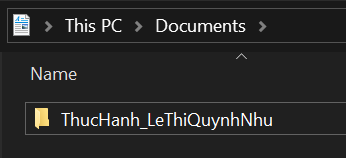 This PC > Documents >
Name
ThucHanh_LeThiQuynhNhu